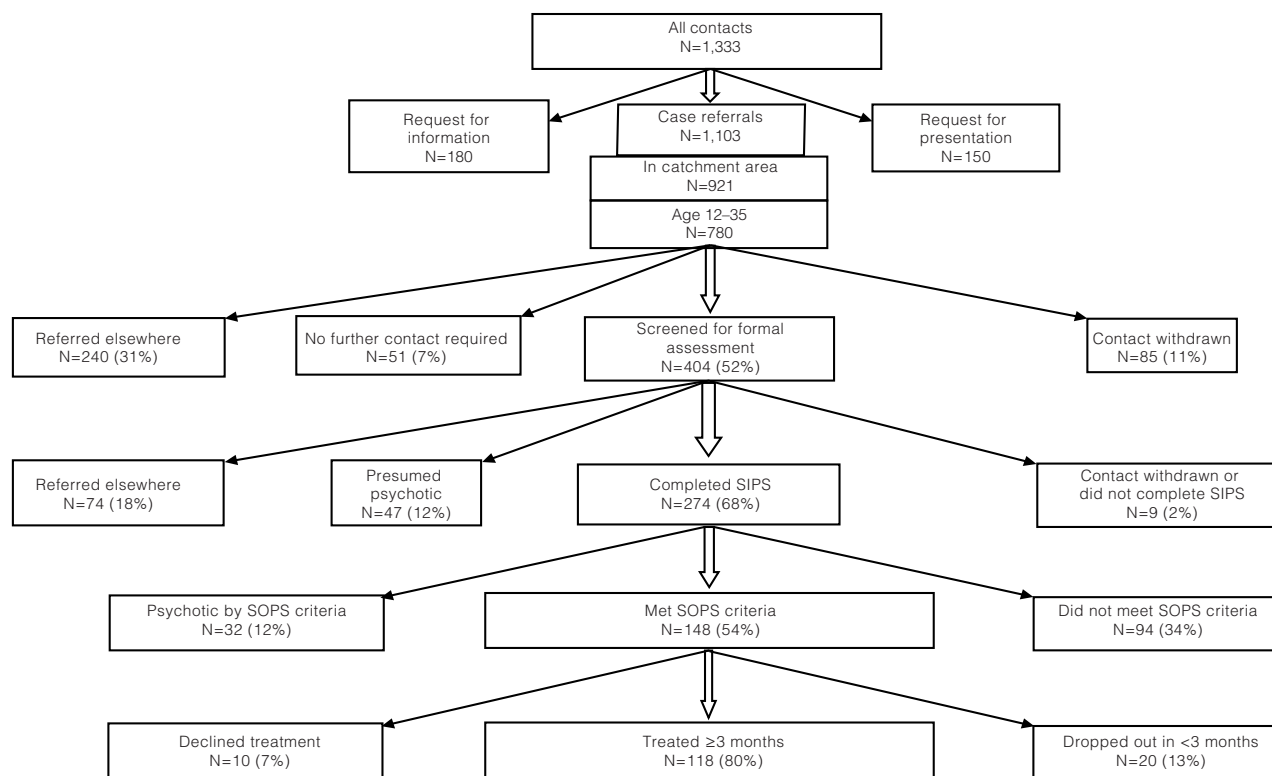 All contacts
N=1,333
Request for
information
N=180
Case referrals
N=1,103
Request for
presentation
N=150
In catchment area
N=921
Age 12–35
N=780
Referred elsewhere
N=240 (31%)
No further contact required
N=51 (7%)
Screened for formal
assessment
N=404 (52%)
Contact withdrawn
N=85 (11%)
Referred elsewhere
N=74 (18%)
Presumed
psychotic
N=47 (12%)
Completed SIPS
N=274 (68%)
Contact withdrawn or
did not complete SIPS
N=9 (2%)
Psychotic by SOPS criteria
N=32 (12%)
Met SOPS criteria
N=148 (54%)
Did not meet SOPS criteria
N=94 (34%)
Declined treatment
N=10 (7%)
Treated ≥3 months
N=118 (80%)
Dropped out in <3 months
N=20 (13%)